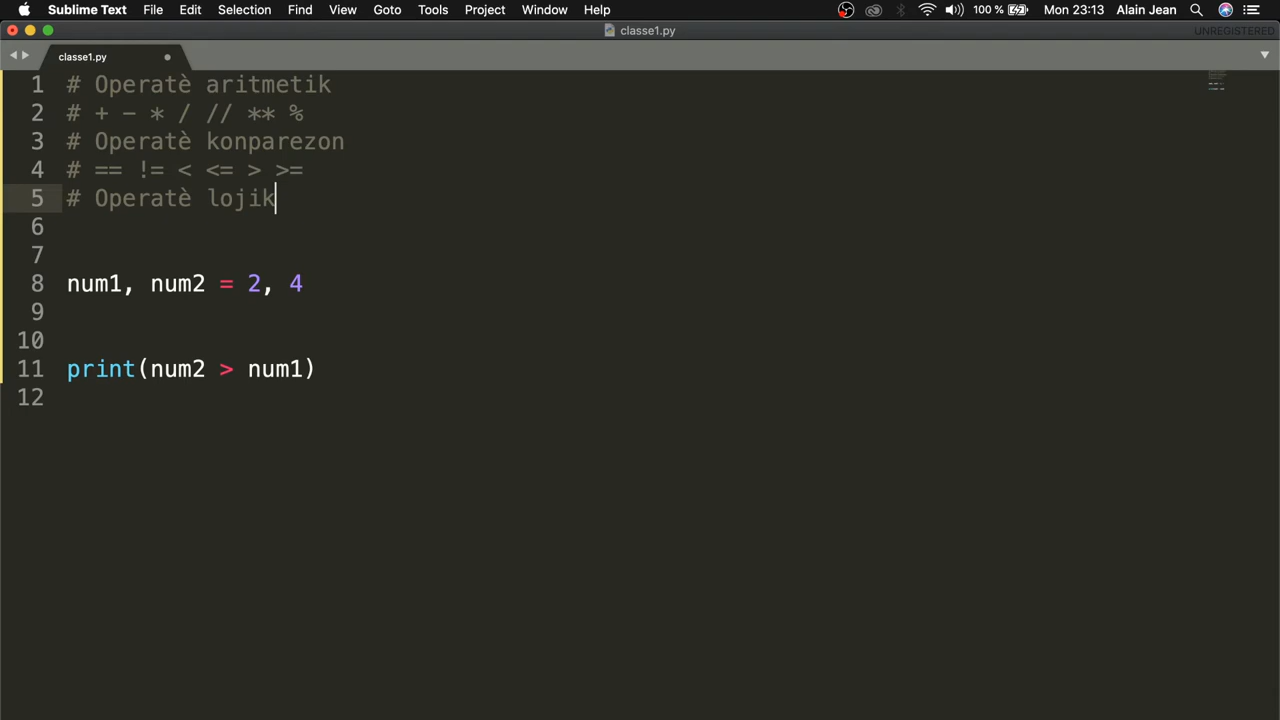 Sublime Text File Edit Selection Find View Goto Tools Project Window Help 100 % Mon 23:13 Alain Jean
classe1.py UNREGISTERED
classe1.py
1 # Operatè aritmetik
2 # + - * / // ** %
3 # Operatè konparezon
4 # == != < <= > >=
5 # Operatè lojik
6
7
8 num1, num2 = 2, 4
9
10
11 print(num2 > num1)
12